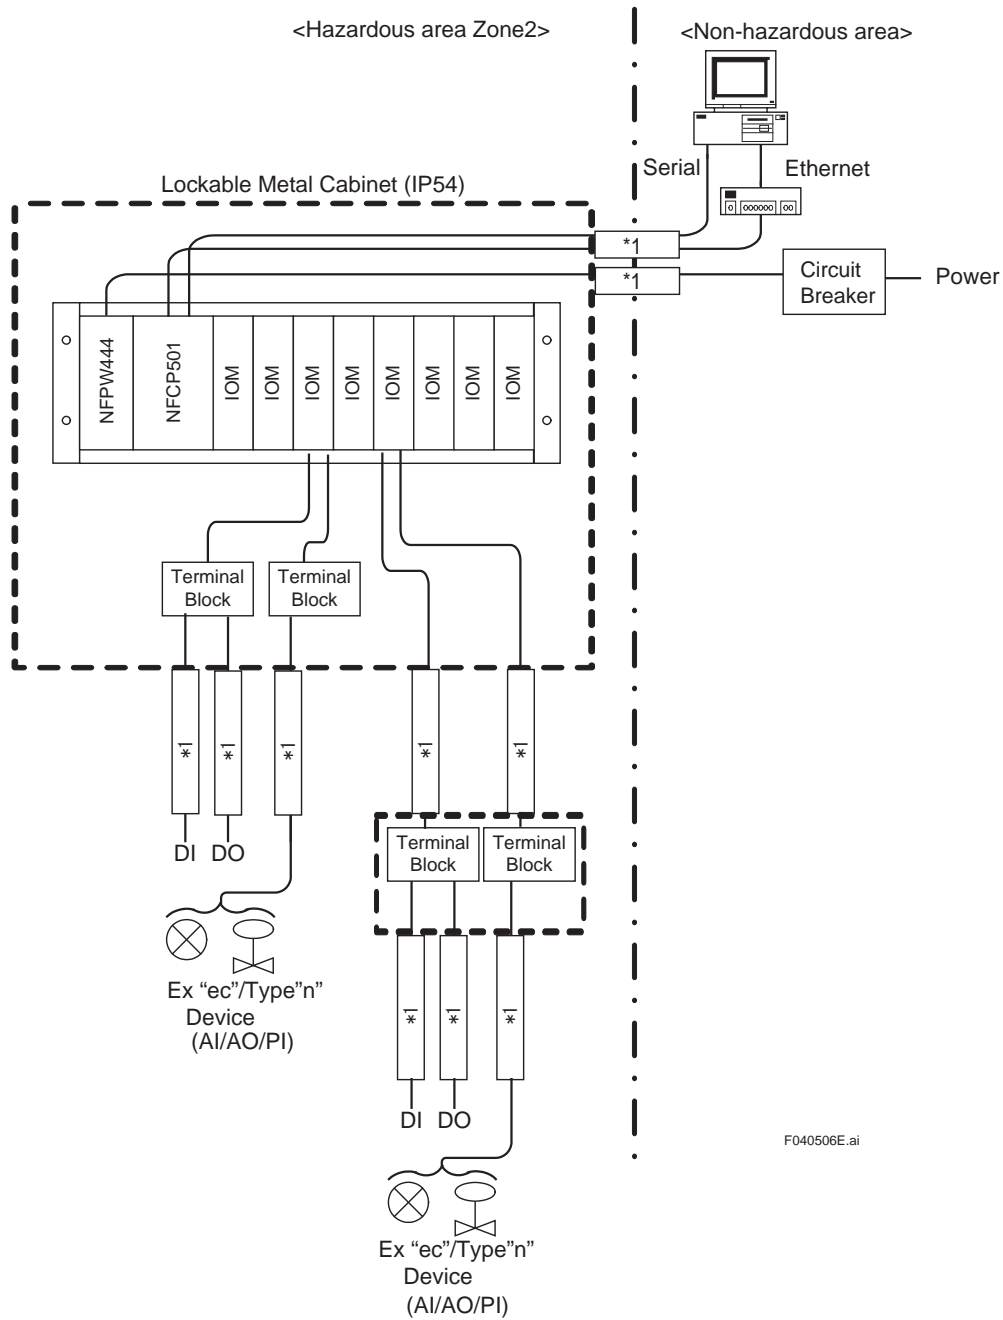 <Hazardous area Zone2>
<Non-hazardous area>
Serial
Ethernet
Lockable Metal Cabinet (IP54)
0 000000 00
*1
*1
Circuit
Breaker
Power
NFPW444
NFCP501
IOM
IOM
IOM
IOM
IOM
IOM
IOM
IOM
Terminal
Block
Terminal
Block
*1
*1
*1
*1
*1
DI
DO
Terminal
Block
Terminal
Block
Ex “ec”/Type”n”
Device
(AI/AO/PI)
*1
*1
*1
DI
DO
F040506E.ai
Ex “ec”/Type”n”
Device
(AI/AO/PI)